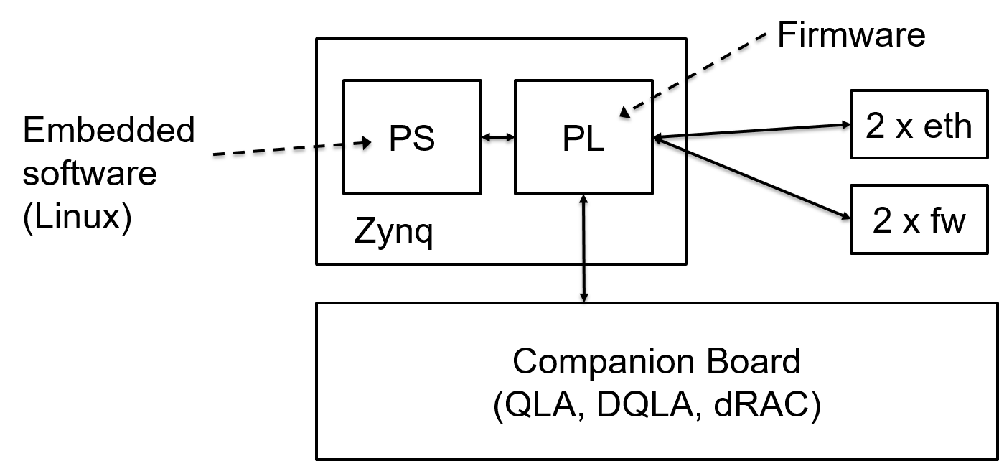 Firmware
Embedded
software
(Linux)
PS
PL
2 x eth
2 x fw
Zynq
Companion Board
(QLA, DQLA, dRAC)